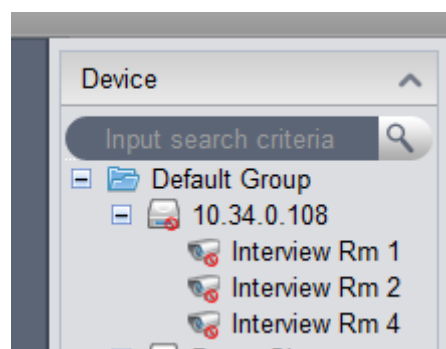 Device
Input search criteria
Default Group
10.34.0.108
Interview Rm 1
Interview Rm 2
Interview Rm 4